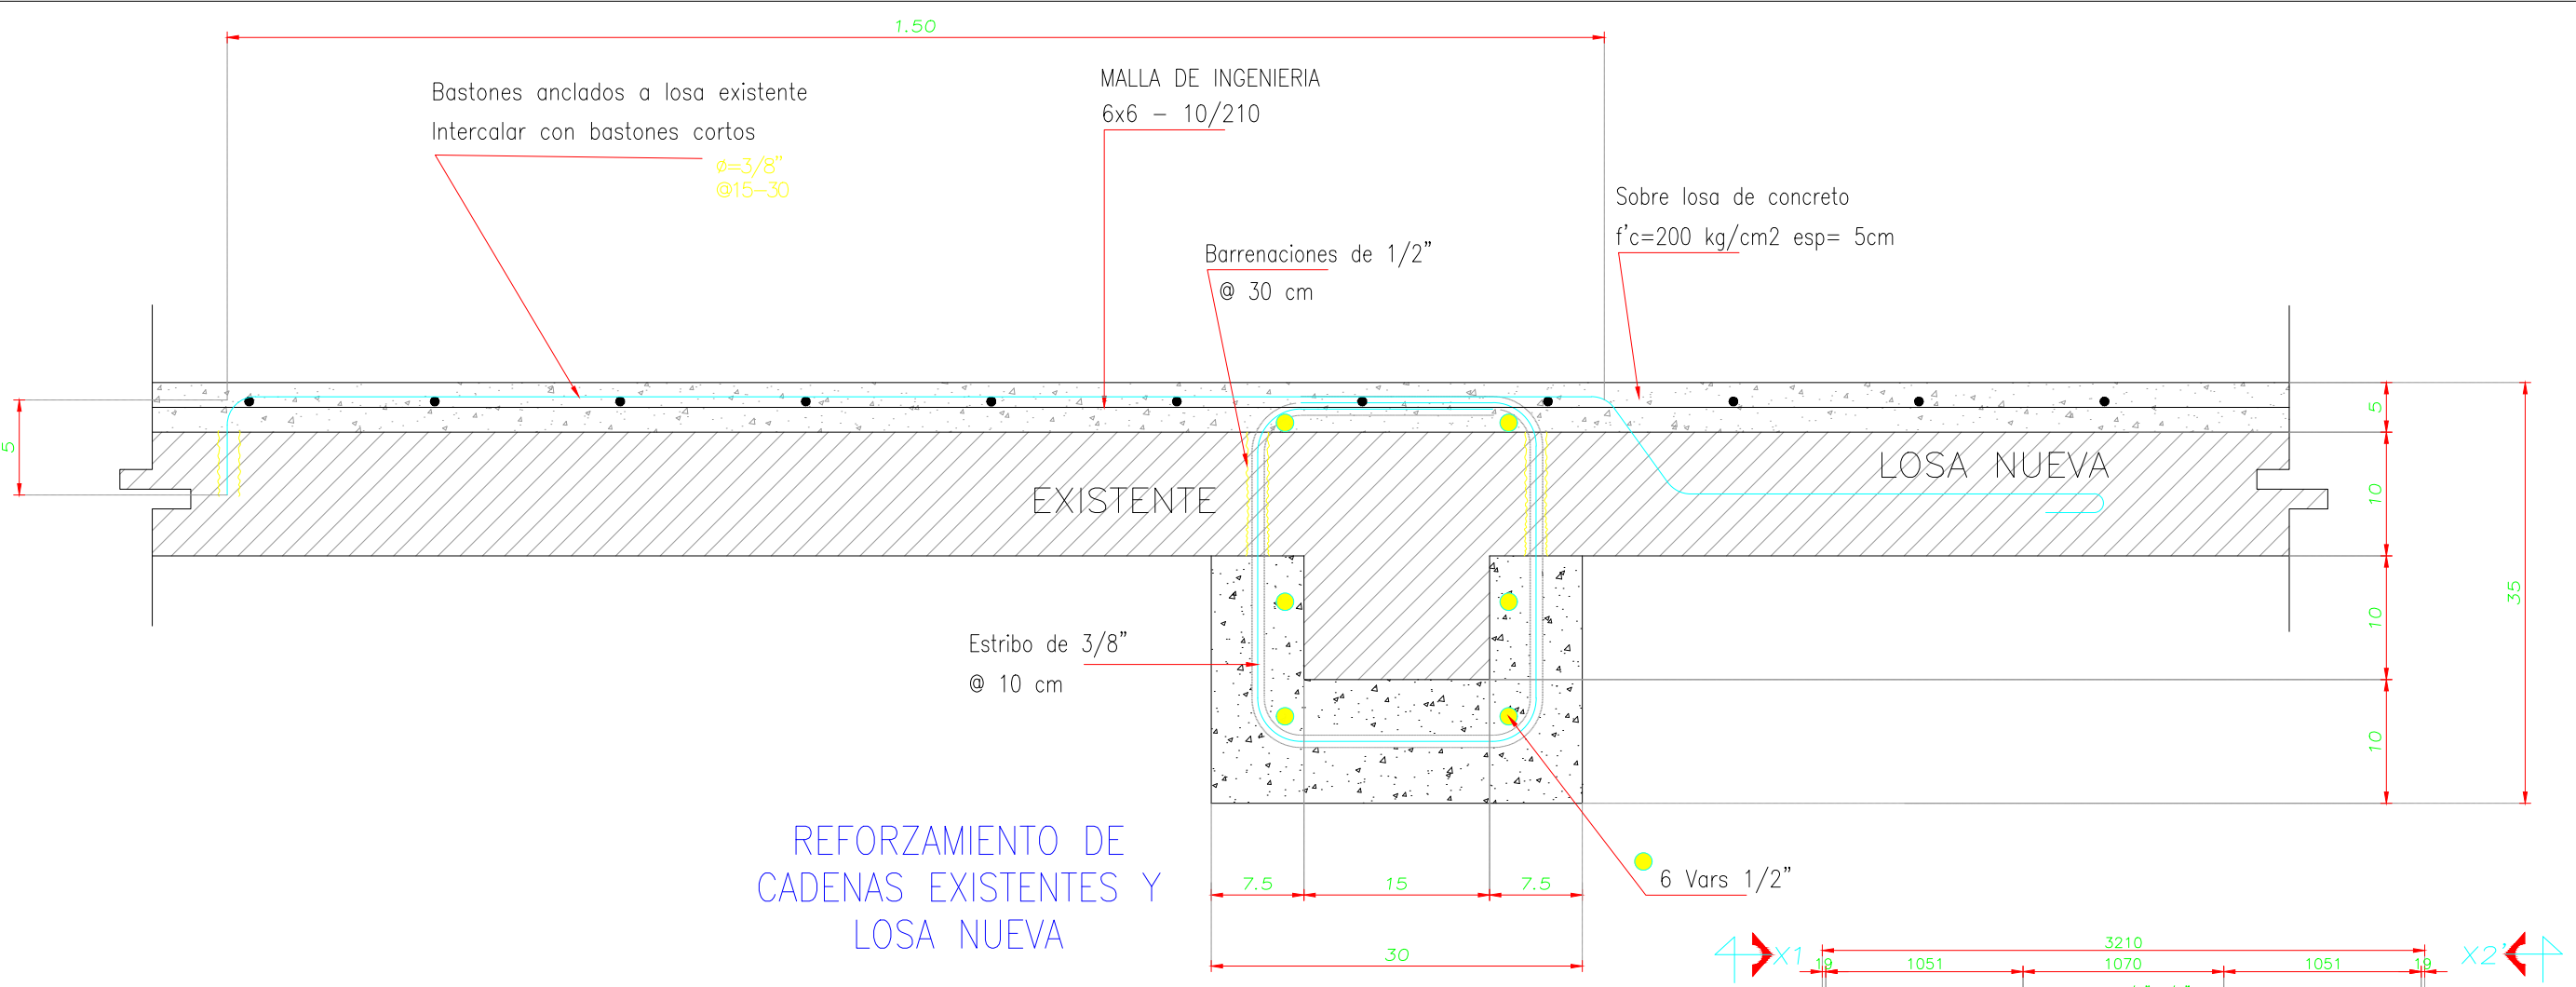 1.50
Bastones anclados a losa existente
Intercalar con bastones cortos
ø=3/8"
@15-30
MALLA DE INGENIERIA
6x6 - 10/210
Sobre losa de concreto
f'c=200 kg/cm2 esp= 5cm
Barrenaciones de 1/2"
@ 30 cm
5
5
EXISTENTE
LOSA NUEVA
10
35
10
Estribo de 3/8"
@ 10 cm
10
REFORZAMIENTO DE
CADENAS EXISTENTES Y
LOSA NUEVA
6 Vars 1/2"
7.5
15
7.5
30
X1
3210
X2'
19
1051
1070
1051
19